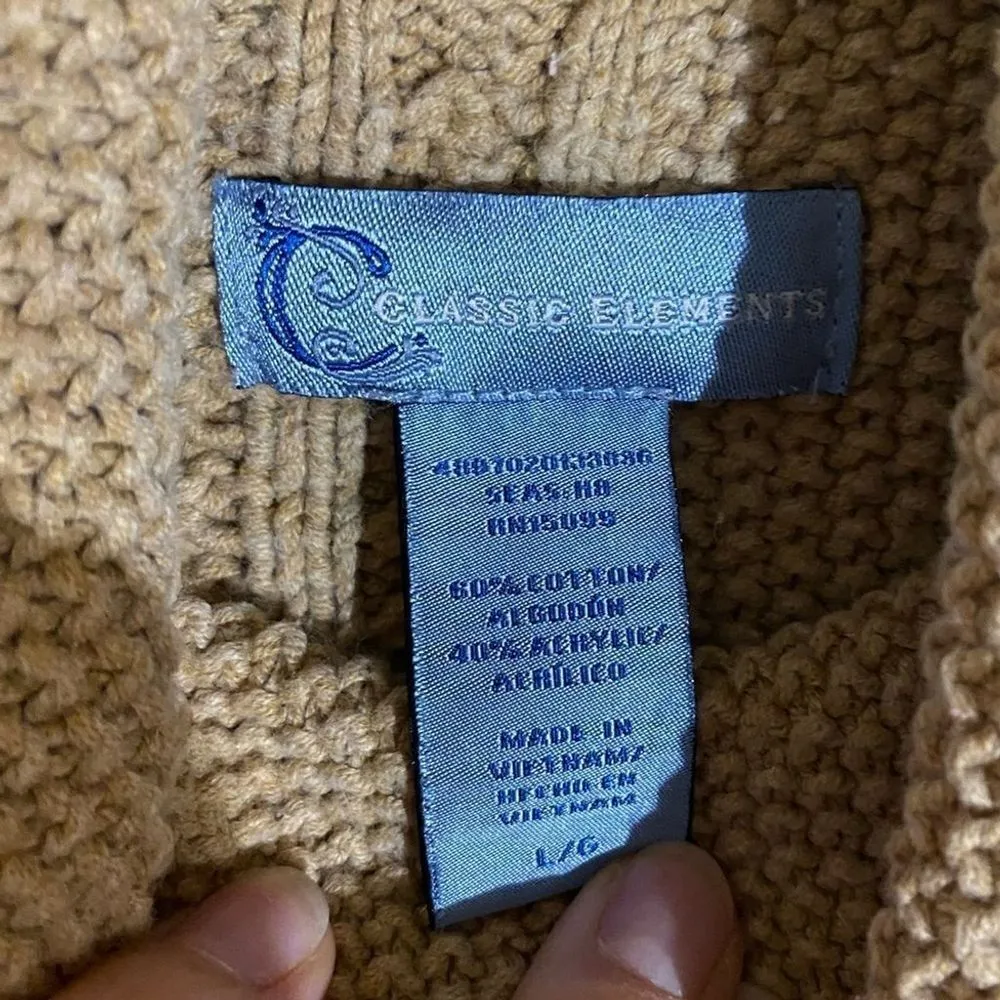 CLASSIC ELEMENTS
SEAS:H8
RN15099
60% COTTON/
ALGODÓN
40% ACRYLIC/
ACRÍLICO
MADE IN
VIETNAM/
HECHO EN
VIETNAM
L/G